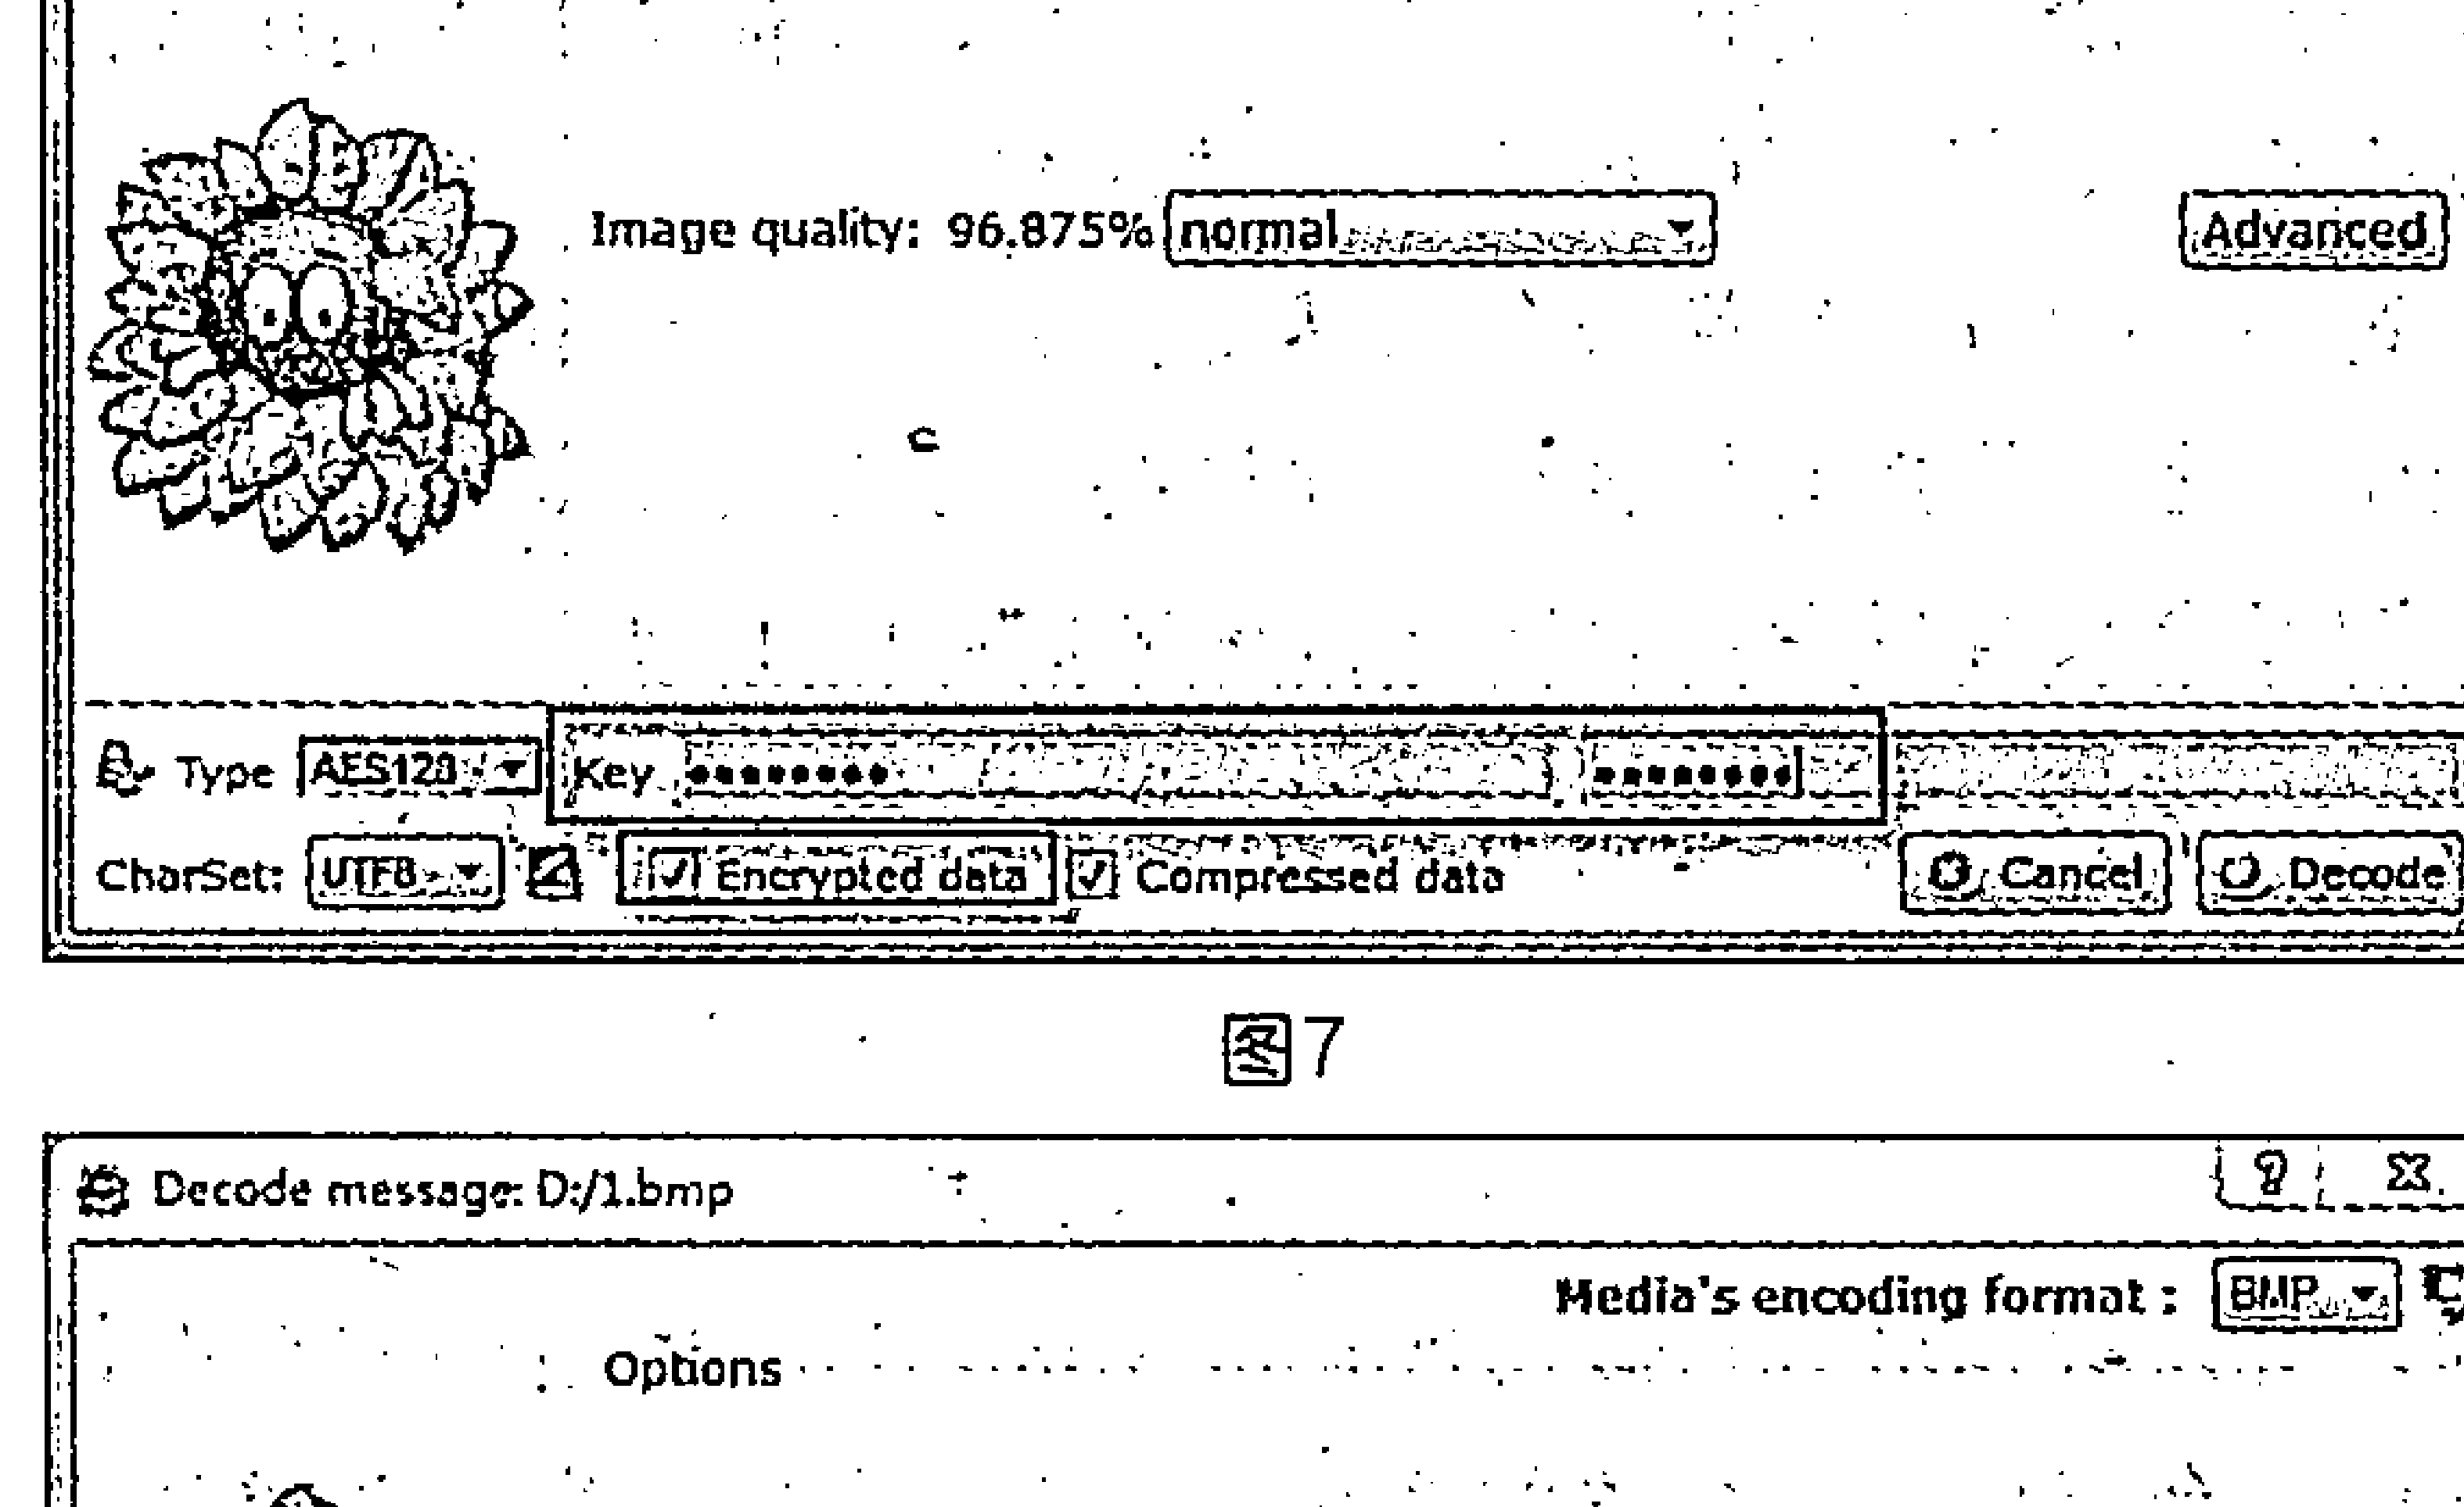 Image quality: 96.875% normal Advanced
Type AES128 Key ●●●●●●●● ●●●●●●●●
CharSet: UTF8 Encrypted data Compressed data Cancel Decode
图7
Decode message: D:/1.bmp ? X
Media's encoding format : BMP
Options